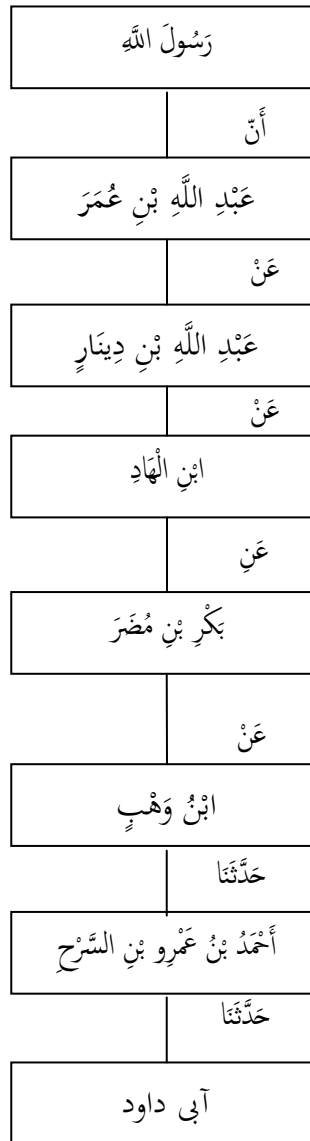 رَسُولَ اللَّهِ
أَنّ
عَبْدِ اللَّهِ بْنِ عُمَرَ
عَنْ
عَبْدِ اللَّهِ بْنِ دِينَارٍ
عَنْ
ابْنِ الْهَادِ
عَنِ
بَكْرِ بْنِ مُضَرَ
عَنْ
ابْنُ وَهْبٍ
حَدَّثَنَا
أَحْمَدُ بْنُ عَمْرِو بْنِ السَّرْحِ
حَدَّثَنَا
آبى داود